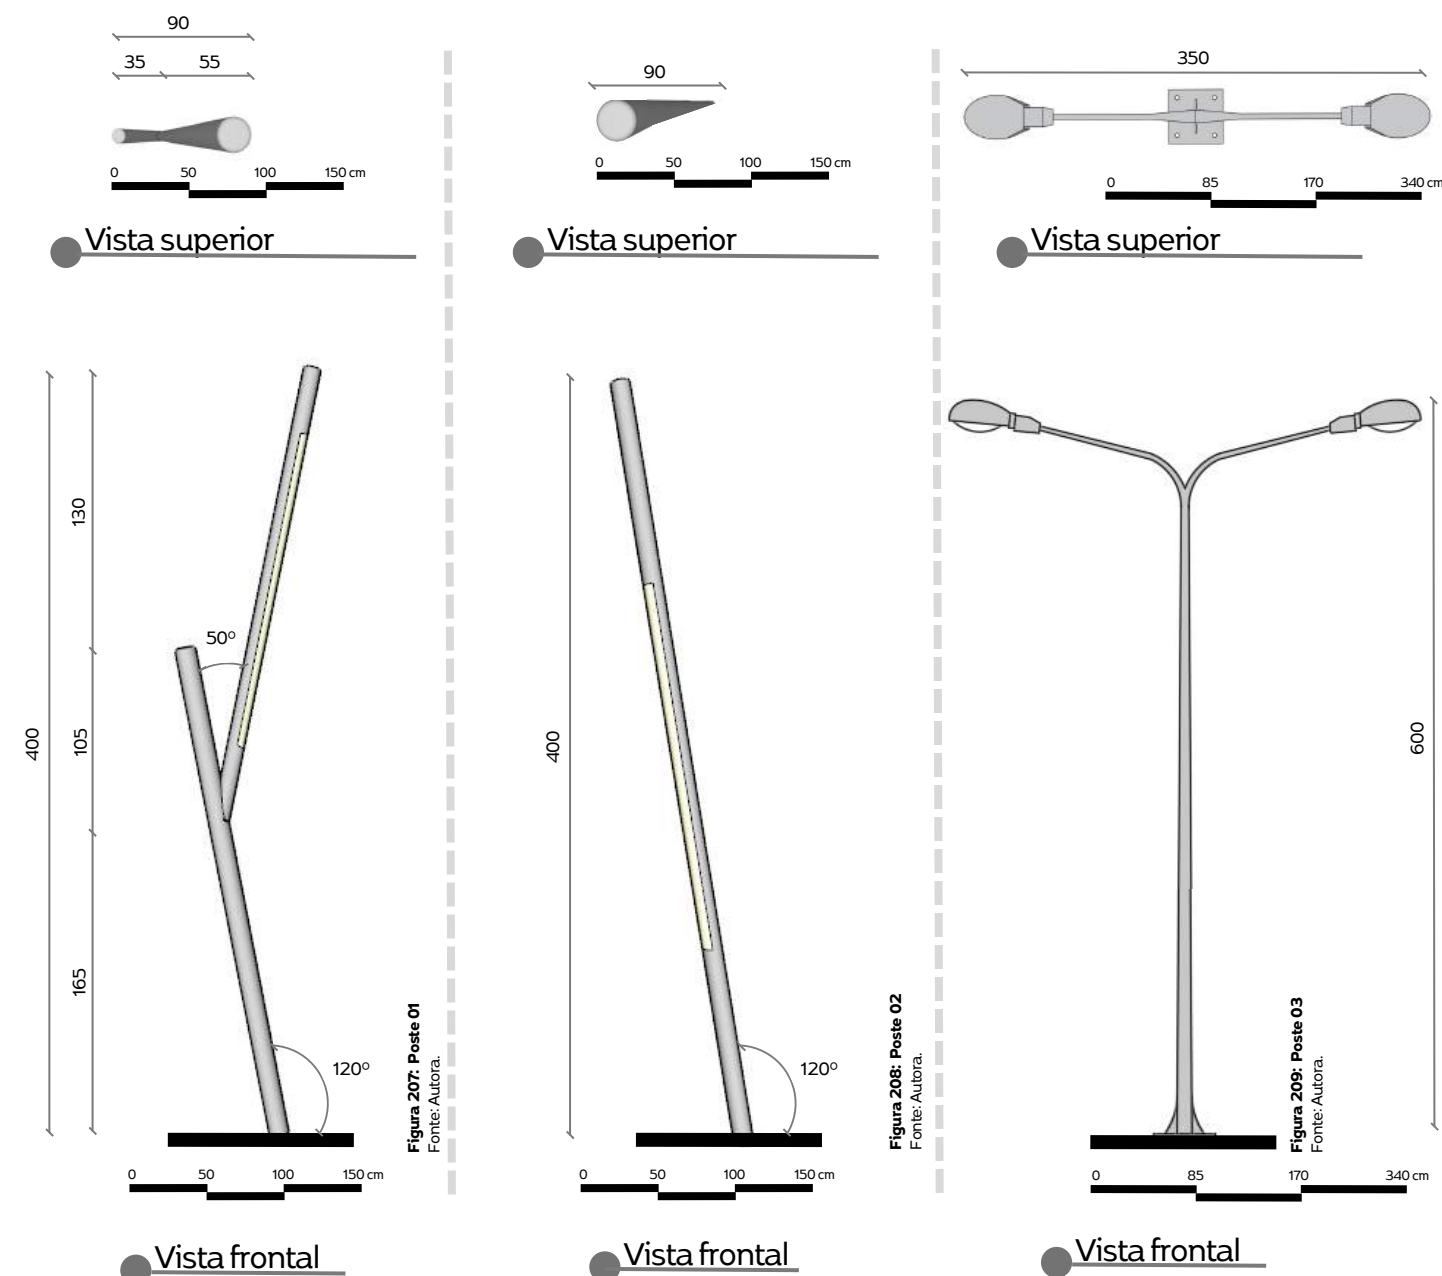 90
35 55
0 50 100 150 cm
Vista superior
400
130
105
165
50º
120º
Figura 207: Poste 01
Fonte: Autora.
0 50 100 150 cm
Vista frontal
90
0 50 100 150 cm
Vista superior
400
120º
Figura 208: Poste 02
Fonte: Autora.
0 50 100 150 cm
Vista frontal
350
0 85 170 340 cm
Vista superior
600
Figura 209: Poste 03
Fonte: Autora.
0 85 170 340 cm
Vista frontal